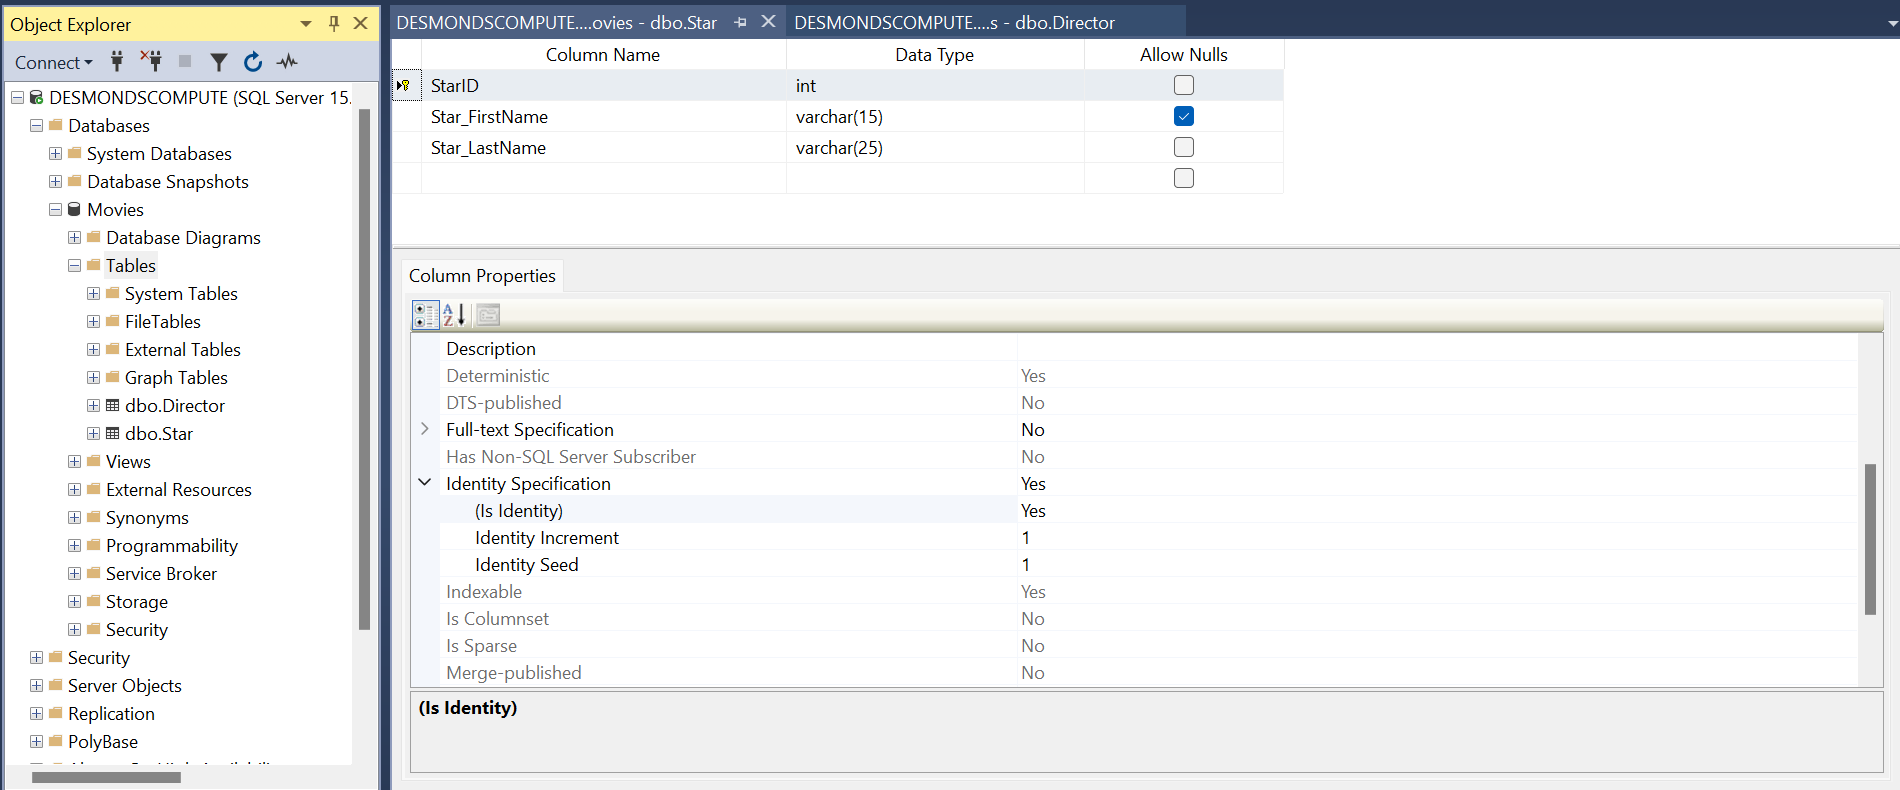 Object Explorer
Connect
DESMONDSCOMPUTE (SQL Server 15.
Databases
System Databases
Database Snapshots
Movies
Database Diagrams
Tables
System Tables
FileTables
External Tables
Graph Tables
dbo.Director
dbo.Star
Views
External Resources
Synonyms
Programmability
Service Broker
Storage
Security
Security
Server Objects
Replication
PolyBase
DESMONDSCOMPUTE....ovies - dbo.Star
DESMONDSCOMPUTE....s - dbo.Director
Column Name Data Type Allow Nulls
StarID int
Star_FirstName varchar(15)
Star_LastName varchar(25)
Column Properties
A
Z
Description
Deterministic Yes
DTS-published No
Full-text Specification No
Has Non-SQL Server Subscriber No
Identity Specification Yes
(Is Identity) Yes
Identity Increment 1
Identity Seed 1
Indexable Yes
Is Columnset No
Is Sparse No
Merge-published No
(Is Identity)